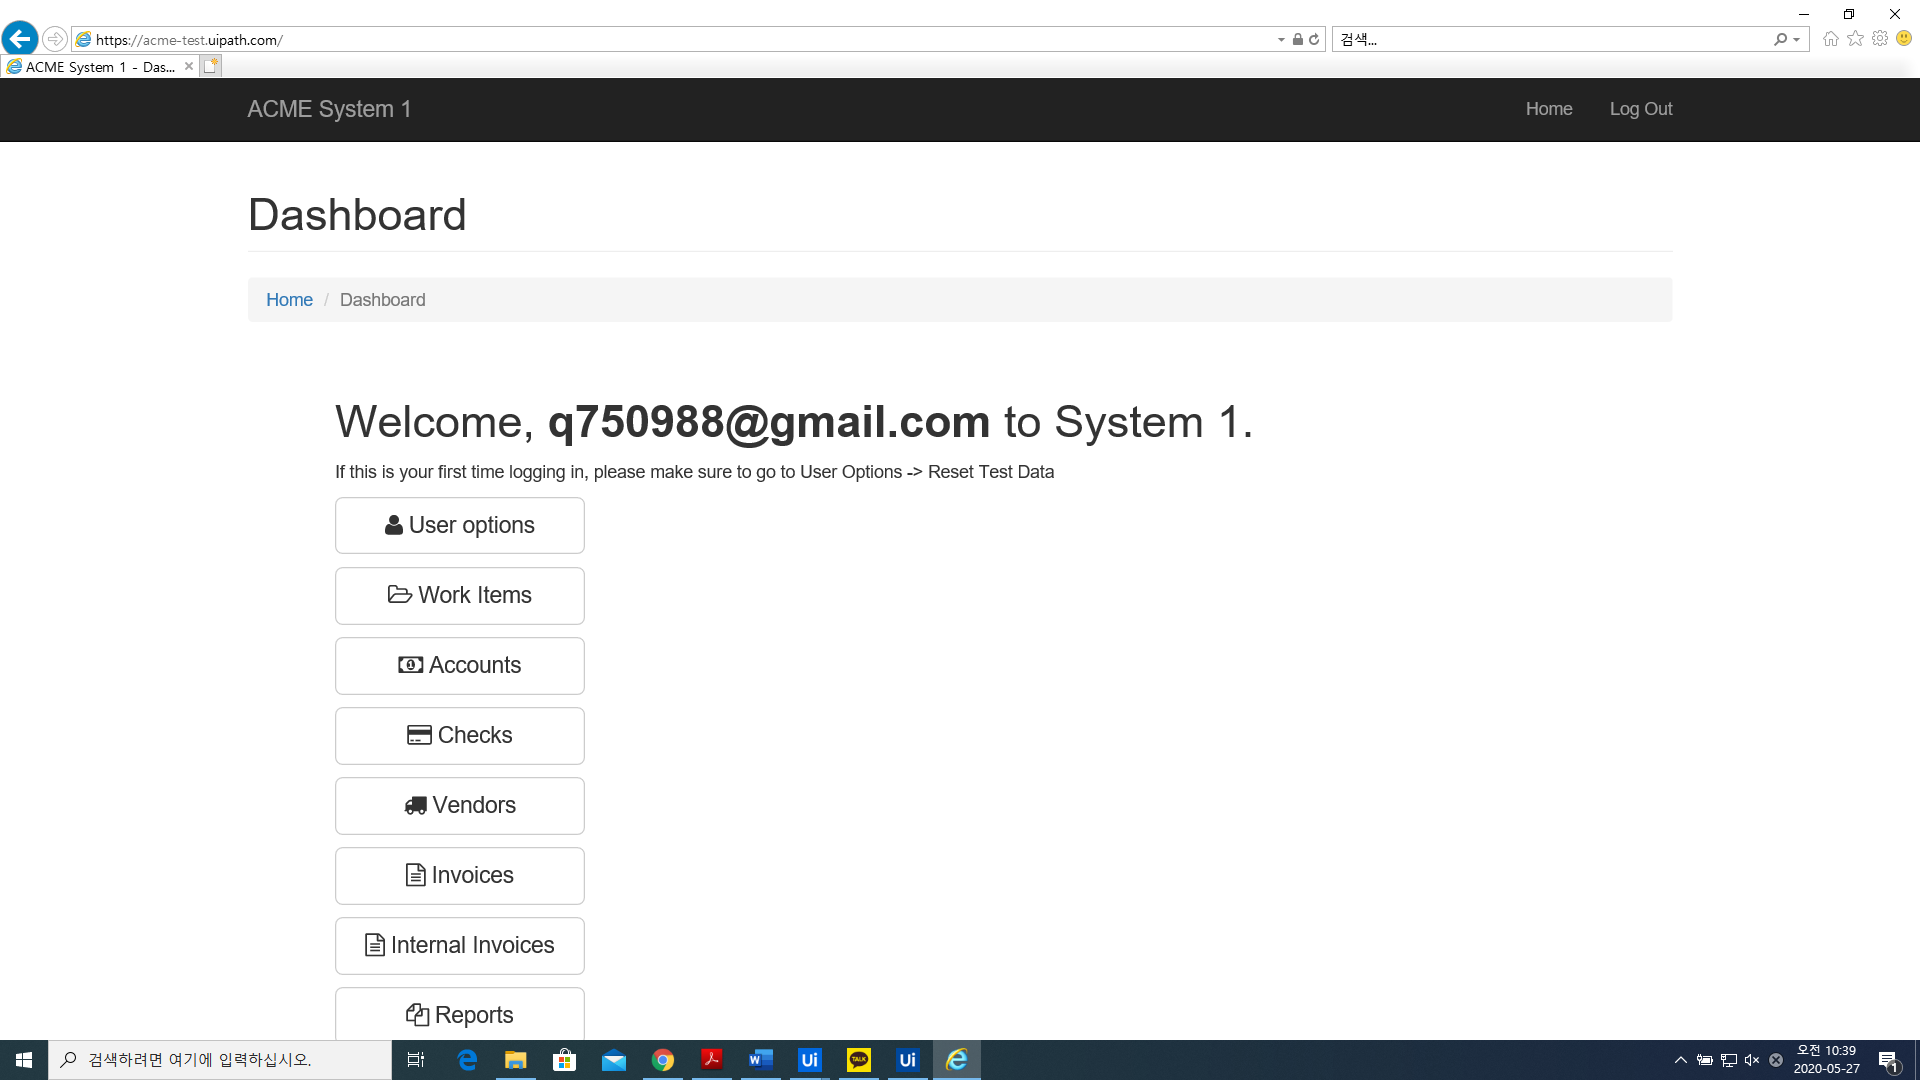 https://acme-test.uipath.com/
검색...
ACME System 1 - Das...
ACME System 1
Home
Log Out
Dashboard
Home / Dashboard
Welcome, q750988@gmail.com to System 1.
If this is your first time logging in, please make sure to go to User Options -> Reset Test Data
User options
Work Items
Accounts
Checks
Vendors
Invoices
Internal Invoices
Reports
검색하려면 여기에 입력하십시오.
W
Ui
TALK
Ui
오전 10:39
2020-05-27
1